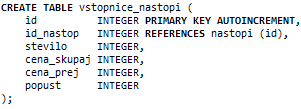 CREATE TABLE vstopnice_nastopi (
    id          INTEGER PRIMARY KEY AUTOINCREMENT,
    id_nastop   INTEGER REFERENCES nastopi (id),
    stevilo     INTEGER,
    cena_skupaj INTEGER,
    cena_prej   INTEGER,
    popust      INTEGER
);